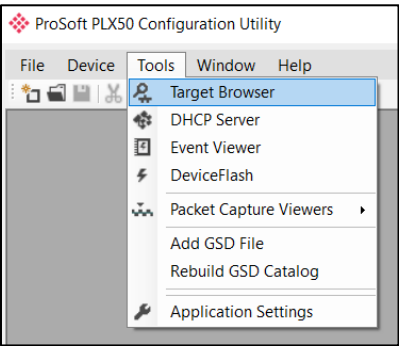 ProSoft PLX50 Configuration Utility
File Device Tools Window Help
Target Browser
DHCP Server
Event Viewer
DeviceFlash
Packet Capture Viewers
Add GSD File
Rebuild GSD Catalog
Application Settings